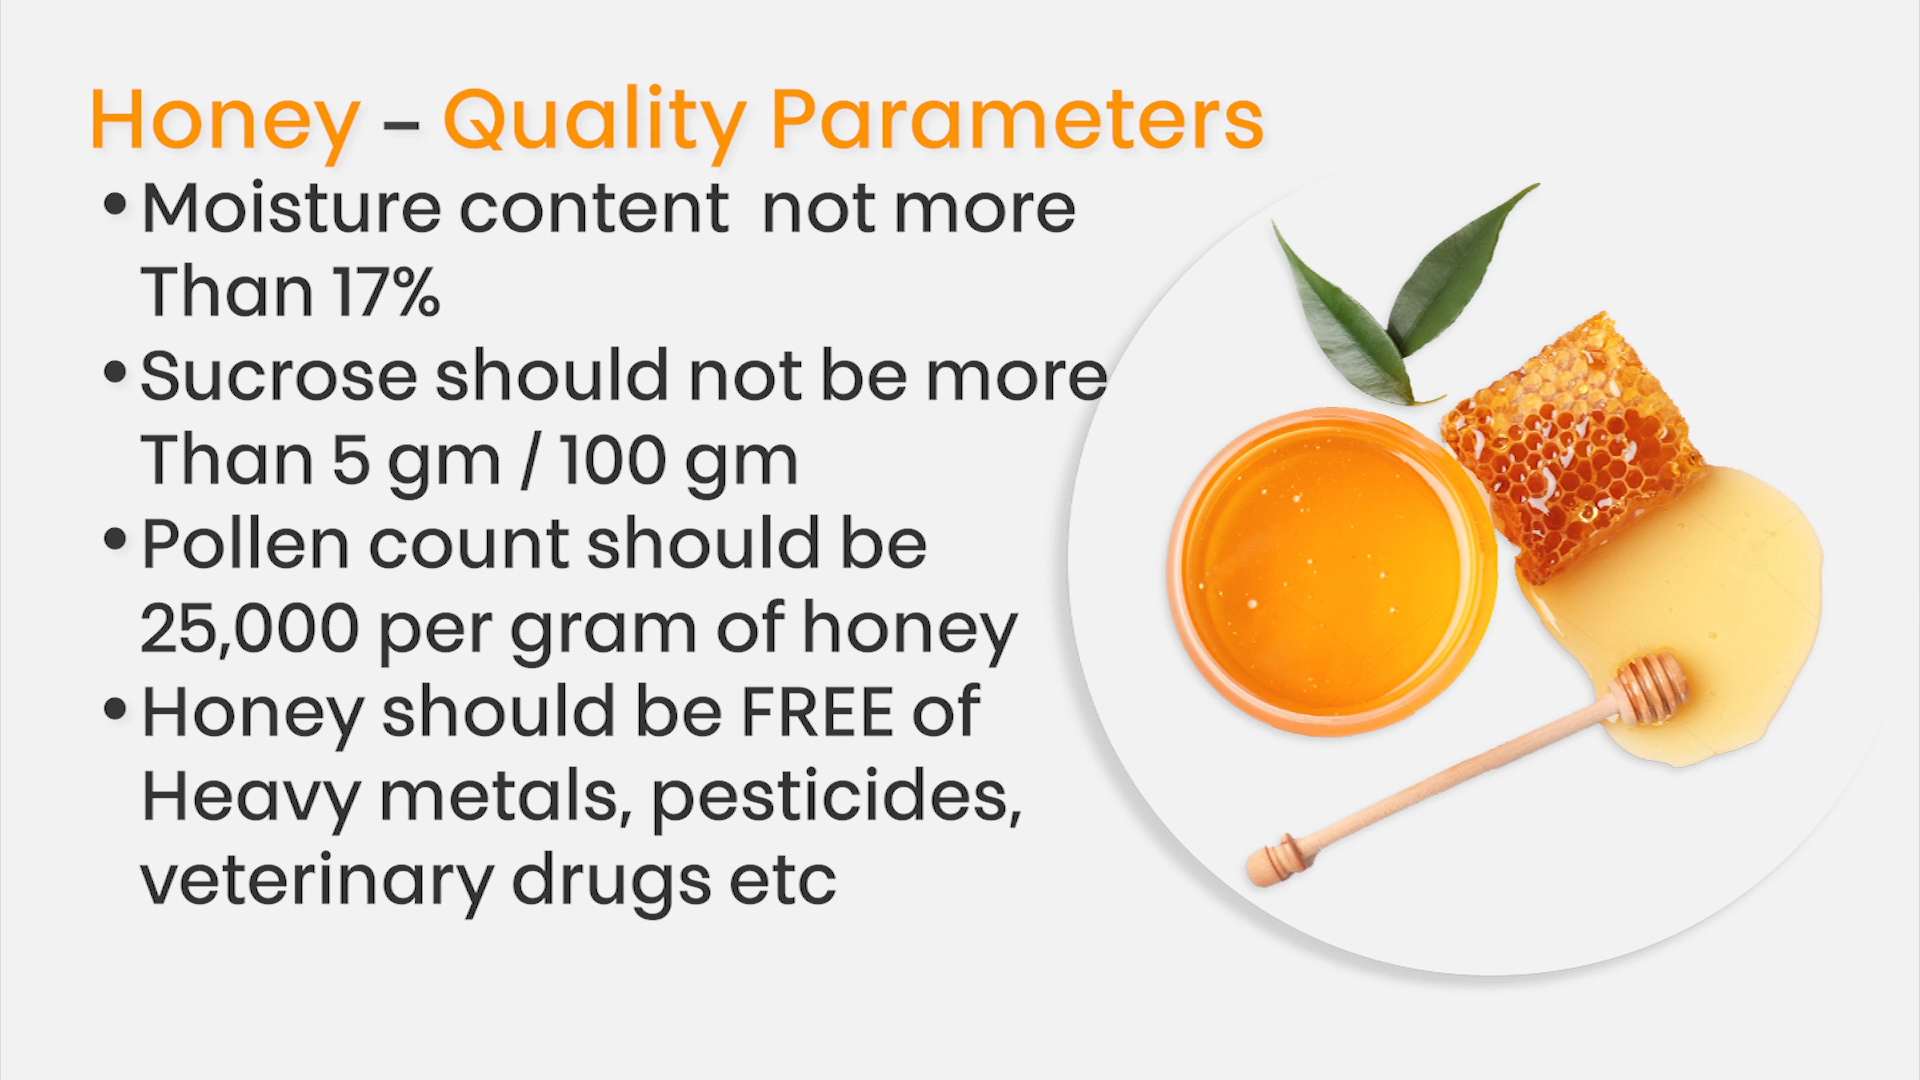 Honey – Quality Parameters
• Moisture content not more
Than 17%
• Sucrose should not be more
Than 5 gm / 100 gm
• Pollen count should be
25,000 per gram of honey
• Honey should be FREE of
Heavy metals, pesticides,
veterinary drugs etc